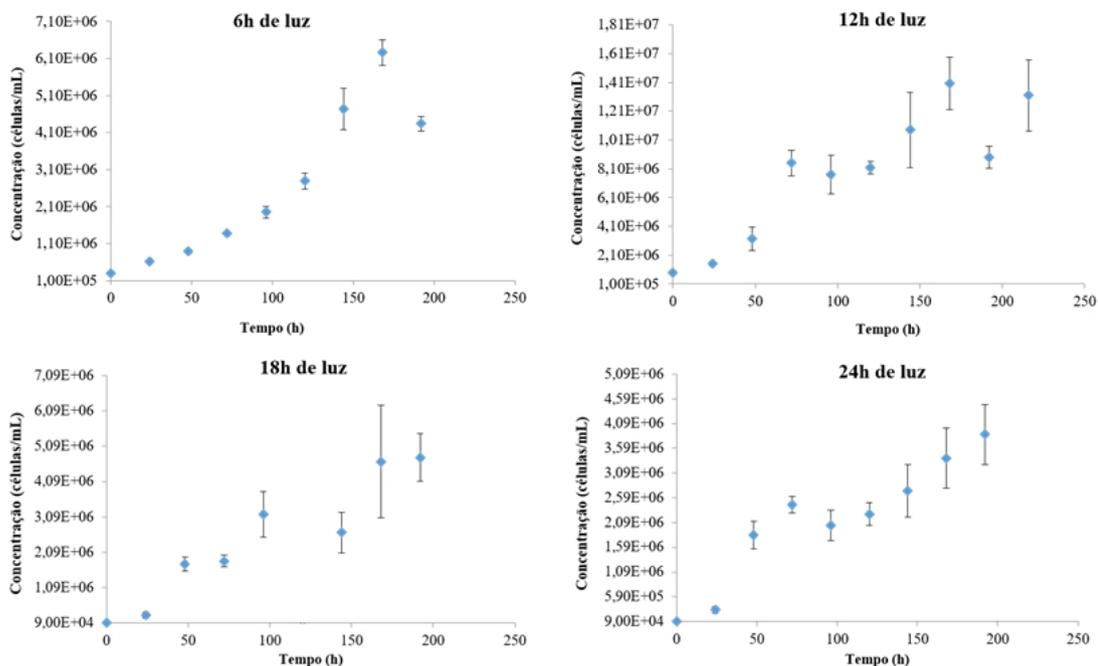 6h de luz
7,10E+06
6,10E+06
5,10E+06
4,10E+06
3,10E+06
2,10E+06
1,10E+06
1,00E+05
Concentração (células/mL)
0 50 100 150 200 250
Tempo (h)
12h de luz
1,81E+07
1,61E+07
1,41E+07
1,21E+07
1,01E+07
8,10E+06
6,10E+06
4,10E+06
2,10E+06
1,00E+05
Concentração (células/mL)
0 50 100 150 200 250
Tempo (h)
18h de luz
7,09E+06
6,09E+06
5,09E+06
4,09E+06
3,09E+06
2,09E+06
1,09E+06
9,00E+04
Concentração (células/mL)
0 50 100 150 200 250
Tempo (h)
24h de luz
5,09E+06
4,59E+06
4,09E+06
3,59E+06
3,09E+06
2,59E+06
2,09E+06
1,59E+06
1,09E+06
5,90E+05
9,00E+04
Concentração (células/mL)
0 50 100 150 200 250
Tempo (h)